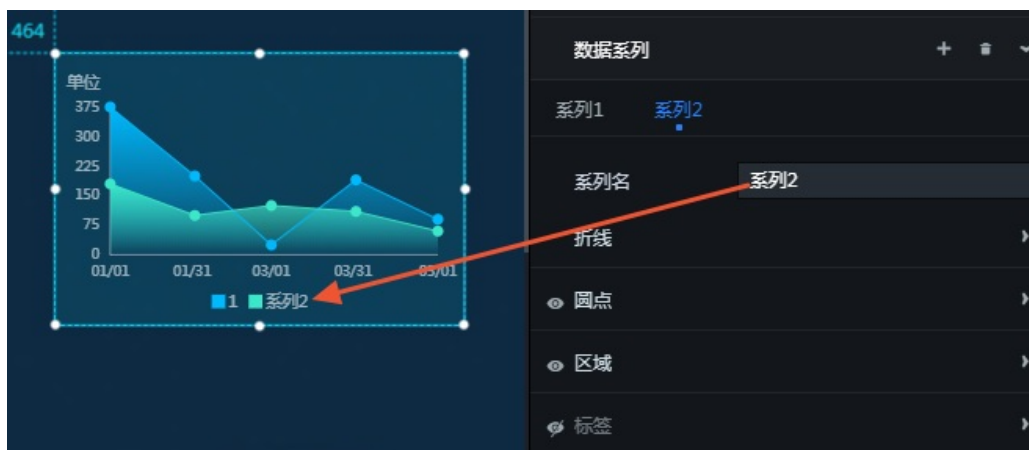 464
单位
375
300
225
150
75
0
01/01 01/31 03/01 03/31 05/01
1 系列2
数据系列
系列1 系列2
系列名 系列2
折线
圆点
区域
标签